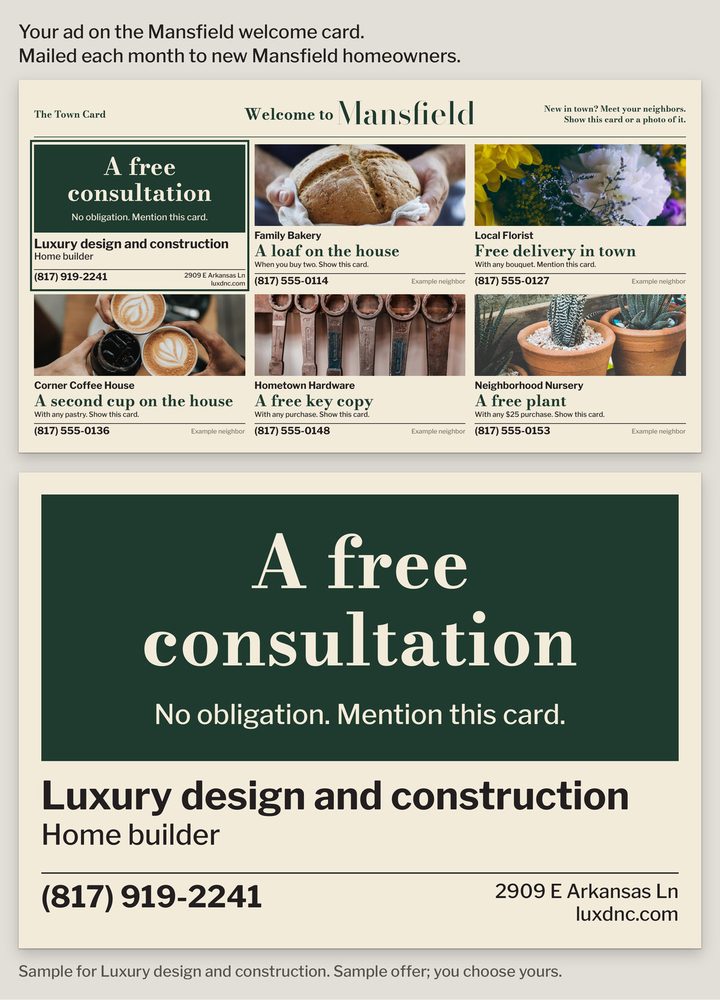 Your ad on the Mansfield welcome card.
Mailed each month to new Mansfield homeowners.
The Town Card
Welcome to Mansfield
New in town? Meet your neighbors.
Show this card or a photo of it.
A free
consultation
No obligation. Mention this card.
Luxury design and construction
Home builder
(817) 919-2241
2909 E Arkansas Ln
luxdnc.com
Family Bakery
A loaf on the house
When you buy two. Show this card.
(817) 555-0114
Example neighbor
Local Florist
Free delivery in town
With any bouquet. Mention this card.
(817) 555-0127
Example neighbor
Corner Coffee House
A second cup on the house
With any pastry. Show this card.
(817) 555-0136
Example neighbor
Hometown Hardware
A free key copy
With any purchase. Show this card.
(817) 555-0148
Example neighbor
Neighborhood Nursery
A free plant
With any $25 purchase. Show this card.
(817) 555-0153
Example neighbor
A free
consultation
No obligation. Mention this card.
Luxury design and construction
Home builder
(817) 919-2241
2909 E Arkansas Ln
luxdnc.com
Sample for Luxury design and construction. Sample offer; you choose yours.